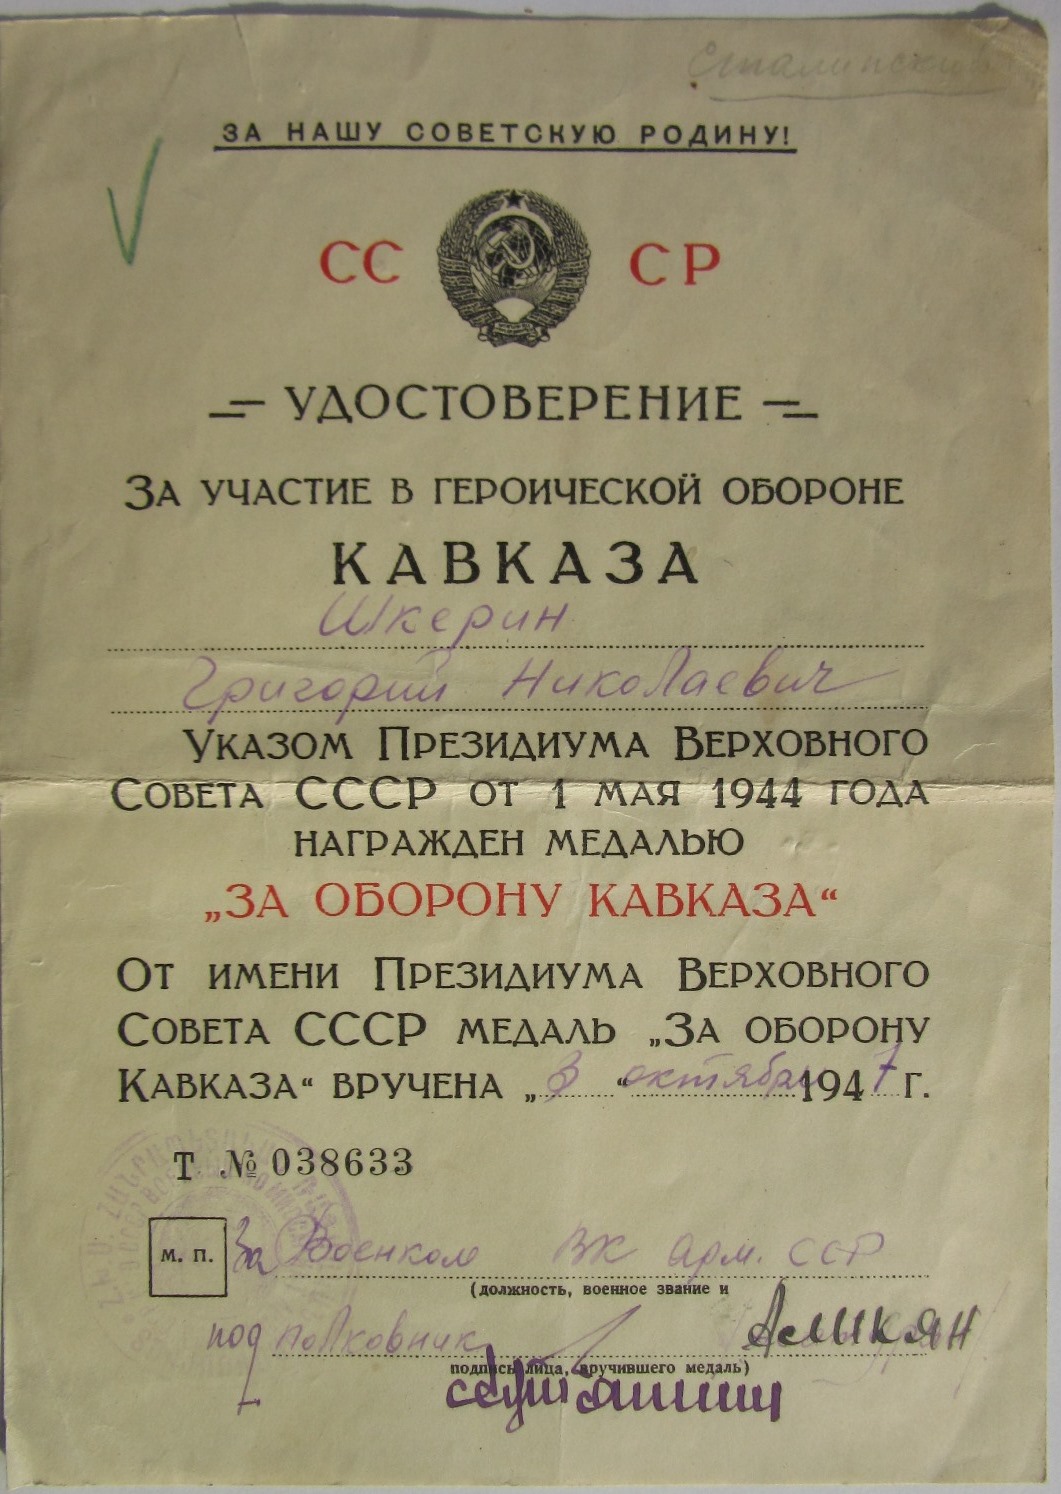 Сталинский
ЗА НАШУ СОВЕТСКУЮ РОДИНУ!
СС СР
УДОСТОВЕРЕНИЕ
ЗА УЧАСТИЕ В ГЕРОИЧЕСКОЙ ОБОРОНЕ
КАВКАЗА
Шкерин
Григорий Николаевич
УКАЗОМ ПРЕЗИДИУМА ВЕРХОВНОГО
СОВЕТА СССР ОТ 1 МАЯ 1944 ГОДА
НАГРАЖДЕН МЕДАЛЬЮ
„ЗА ОБОРОНУ КАВКАЗА“
ОТ ИМЕНИ ПРЕЗИДИУМА ВЕРХОВНОГО
СОВЕТА СССР МЕДАЛЬ „ЗА ОБОРОНУ
КАВКАЗА“ ВРУЧЕНА „3“ октября 1947 г.
Т № 038633
М. П. За Военком ВК арм. ССР
(должность, военное звание и
подполковник
подпись лица, вручившего медаль)